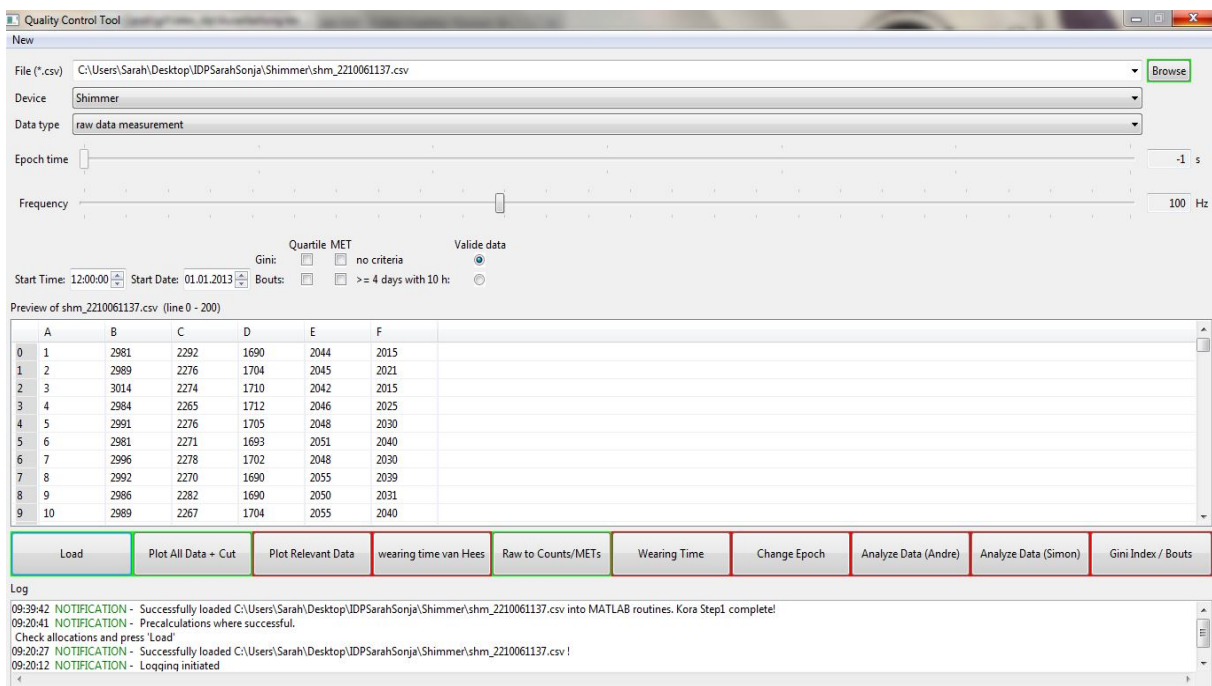 Quality Control Tool
New
File (*.csv) C:\Users\Sarah\Desktop\IDPSarahSonja\Shimmer\shm_2210061137.csv Browse
Device Shimmer
Data type raw data measurement
Epoch time -1 s
Frequency 100 Hz
Quartile MET Valide data
Gini: no criteria
Start Time: 12:00:00 Start Date: 01.01.2013 Bouts: >= 4 days with 10 h:
Preview of shm_2210061137.csv (line 0 - 200)
A B C D E F
0 1 2981 2292 1690 2044 2015
1 2 2989 2276 1704 2045 2021
2 3 3014 2274 1710 2042 2015
3 4 2984 2265 1712 2046 2025
4 5 2991 2276 1705 2048 2030
5 6 2981 2271 1693 2051 2040
6 7 2996 2278 1702 2048 2030
7 8 2992 2270 1690 2055 2039
8 9 2986 2282 1690 2050 2031
9 10 2989 2267 1704 2055 2040
Load Plot All Data + Cut Plot Relevant Data wearing time van Hees Raw to Counts/METs Wearing Time Change Epoch Analyze Data (Andre) Analyze Data (Simon) Gini Index / Bouts
Log
09:39:42 NOTIFICATION - Successfully loaded C:\Users\Sarah\Desktop\IDPSarahSonja\Shimmer\shm_2210061137.csv into MATLAB routines. Kora Step1 complete!
09:20:41 NOTIFICATION - Precalculations where successful.
Check allocations and press 'Load'
09:20:27 NOTIFICATION - Successfully loaded C:\Users\Sarah\Desktop\IDPSarahSonja\Shimmer\shm_2210061137.csv !
09:20:12 NOTIFICATION - Logging initiated